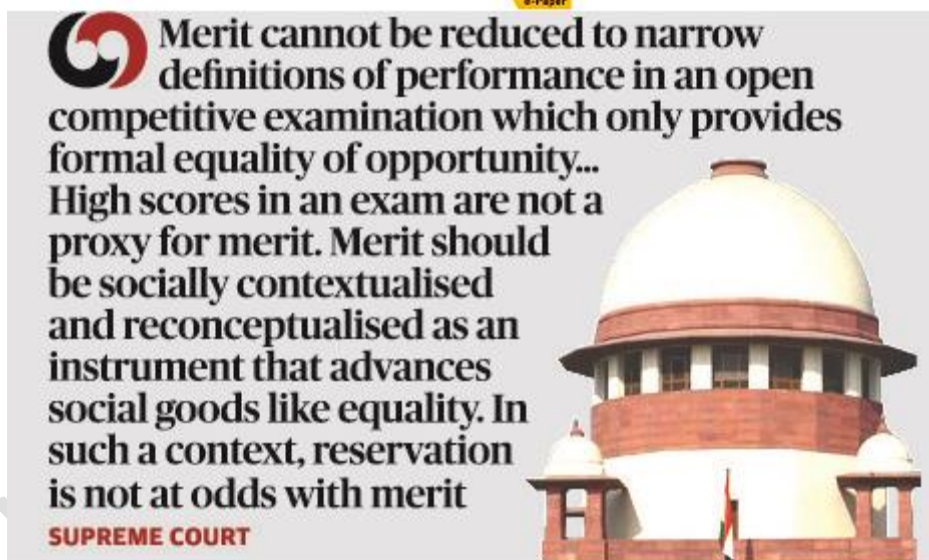 e-Paper
Merit cannot be reduced to narrow
definitions of performance in an open
competitive examination which only provides
formal equality of opportunity...
High scores in an exam are not a
proxy for merit. Merit should
be socially contextualised
and reconceptualised as an
instrument that advances
social goods like equality. In
such a context, reservation
is not at odds with merit
SUPREME COURT